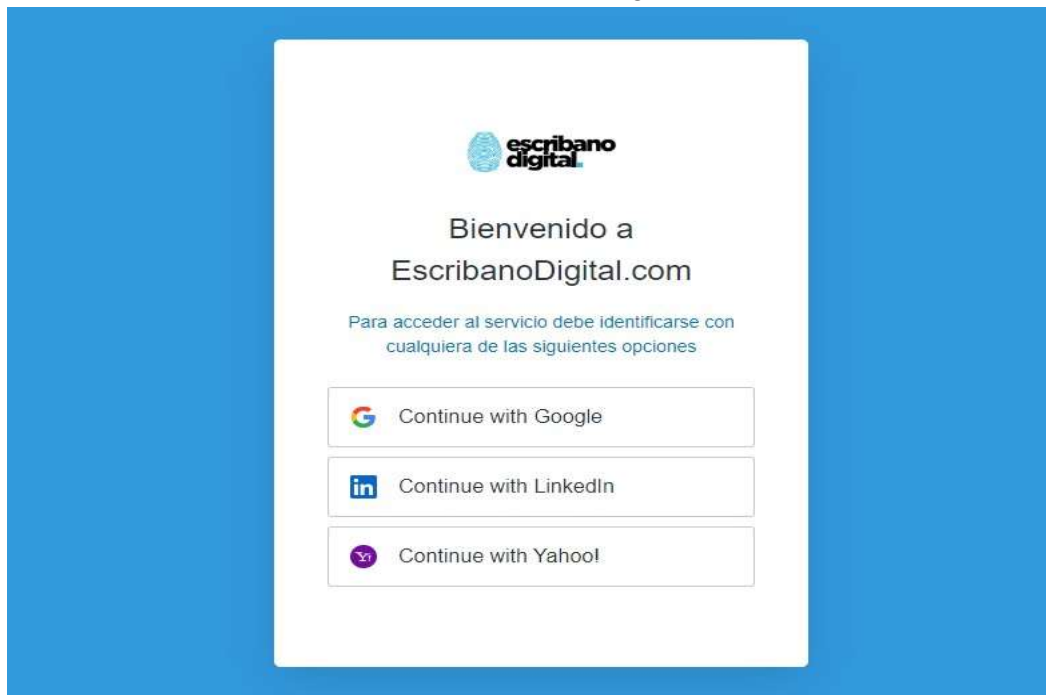 escribano
digital.
Bienvenido a
EscribanoDigital.com
Para acceder al servicio debe identificarse con
cualquiera de las siguientes opciones
Continue with Google
in Continue with LinkedIn
Continue with Yahoo!